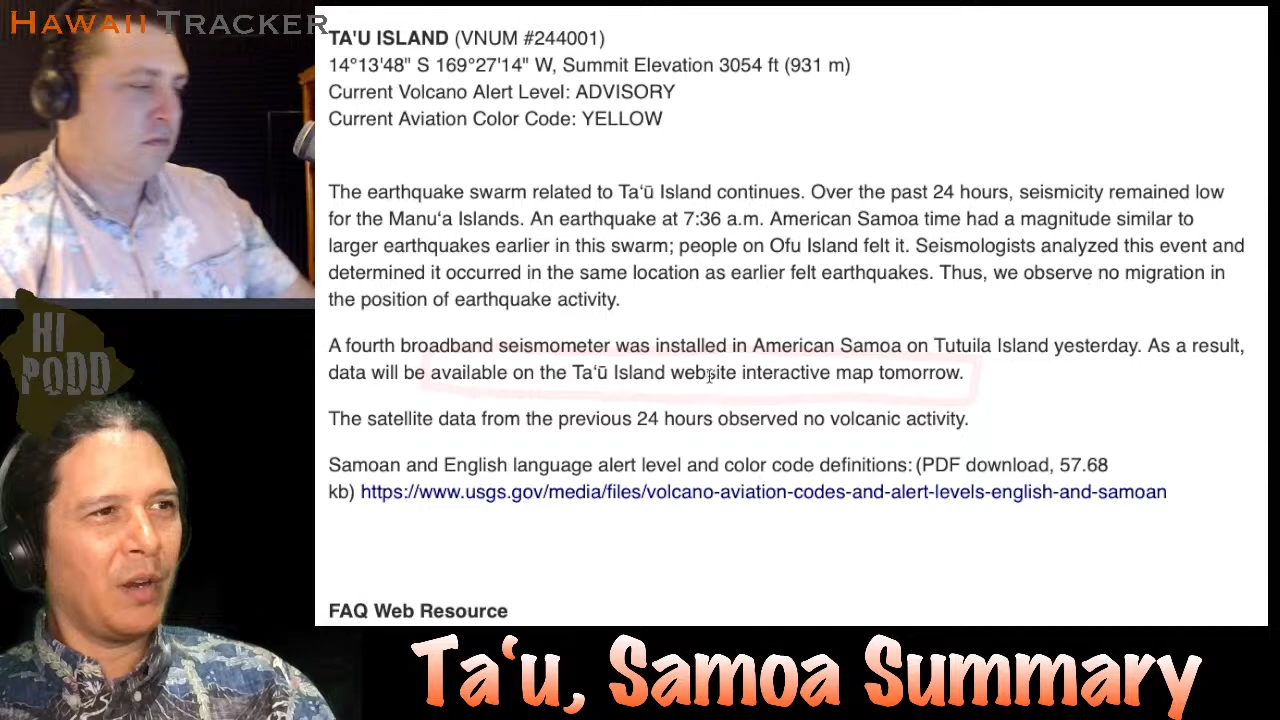 HAWAII TRACKER
TA'U ISLAND (VNUM #244001)
14°13'48" S 169°27'14" W, Summit Elevation 3054 ft (931 m)
Current Volcano Alert Level: ADVISORY
Current Aviation Color Code: YELLOW
The earthquake swarm related to Taʻū Island continues. Over the past 24 hours, seismicity remained low
for the Manuʻa Islands. An earthquake at 7:36 a.m. American Samoa time had a magnitude similar to
larger earthquakes earlier in this swarm; people on Ofu Island felt it. Seismologists analyzed this event and
determined it occurred in the same location as earlier felt earthquakes. Thus, we observe no migration in
the position of earthquake activity.
A fourth broadband seismometer was installed in American Samoa on Tutuila Island yesterday. As a result,
data will be available on the Taʻū Island website interactive map tomorrow.
The satellite data from the previous 24 hours observed no volcanic activity.
Samoan and English language alert level and color code definitions: (PDF download, 57.68
kb) https://www.usgs.gov/media/files/volcano-aviation-codes-and-alert-levels-english-and-samoan
FAQ Web Resource
HI
PODD
Taʻu, Samoa Summary